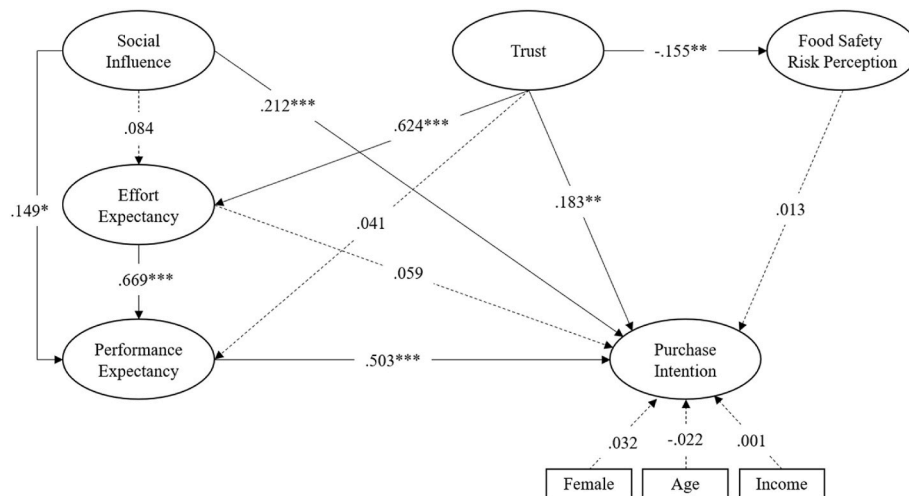 Social
Influence
Trust
Food Safety
Risk Perception
-.155**
.212***
.084
.624***
Effort
Expectancy
.149*
.183**
.041
.013
.059
.669***
Performance
Expectancy
.503***
Purchase
Intention
.032
-.022
.001
Female
Age
Income